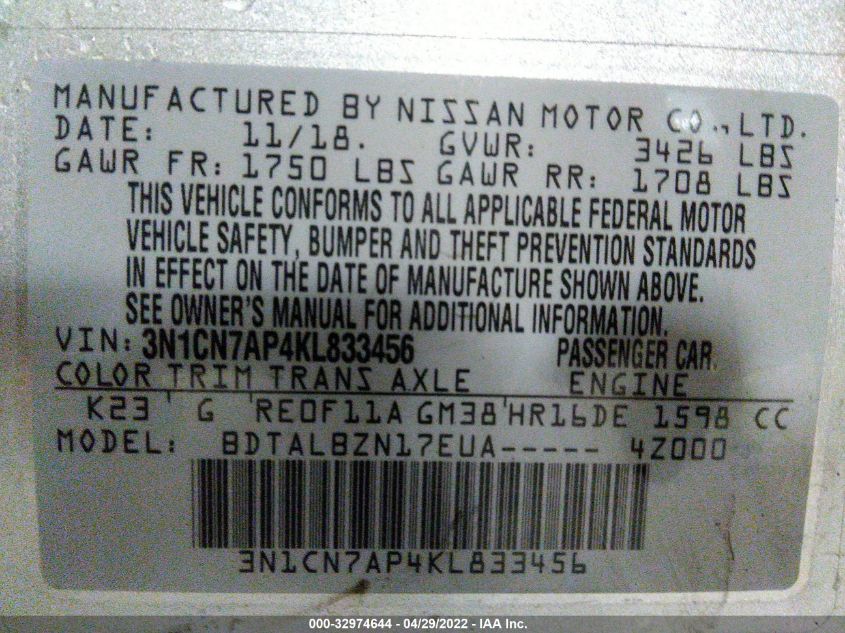 MANUFACTURED BY NISSAN MOTOR CO.,LTD.
DATE: 11/18. GVWR: 3426 LBS
GAWR FR: 1750 LBS GAWR RR: 1708 LBS
THIS VEHICLE CONFORMS TO ALL APPLICABLE FEDERAL MOTOR
VEHICLE SAFETY, BUMPER AND THEFT PREVENTION STANDARDS
IN EFFECT ON THE DATE OF MANUFACTURE SHOWN ABOVE.
SEE OWNER'S MANUAL FOR ADDITIONAL INFORMATION.
VIN: 3N1CN7AP4KL833456 PASSENGER CAR.
COLOR TRIM TRANS AXLE ENGINE
K23 ' G 'RE0F11A GM38'HR16DE 1598 CC
MODEL: BDTALBZN17EUA----- 4Z000
3N1CN7AP4KL833456
000-32974644 - 04/29/2022 - IAA Inc.